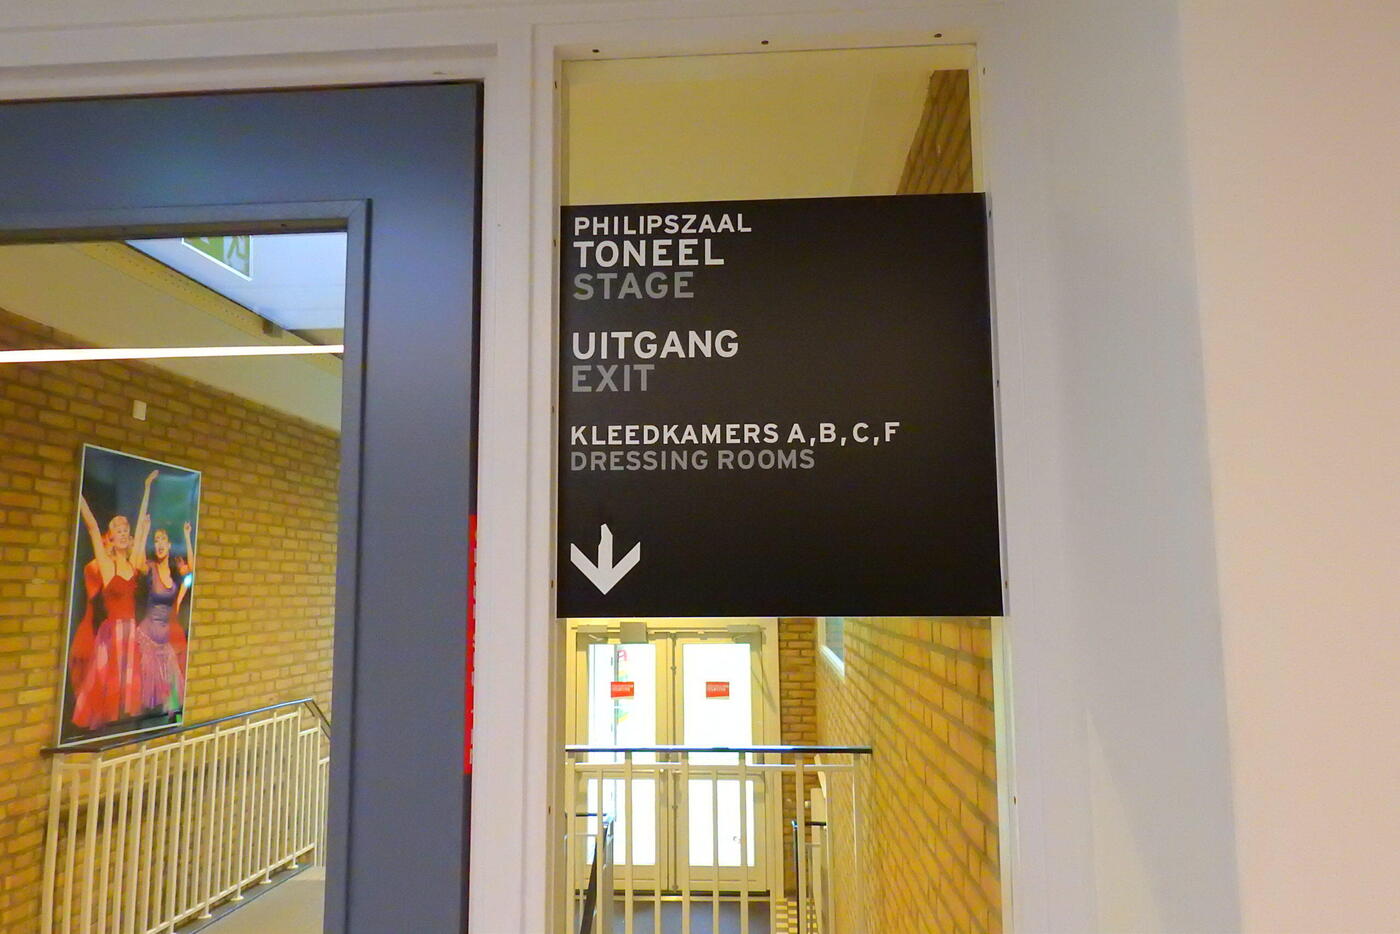 PHILIPSZAAL
TONEEL
STAGE
UITGANG
EXIT
KLEEDKAMERS A,B,C,F
DRESSING ROOMS